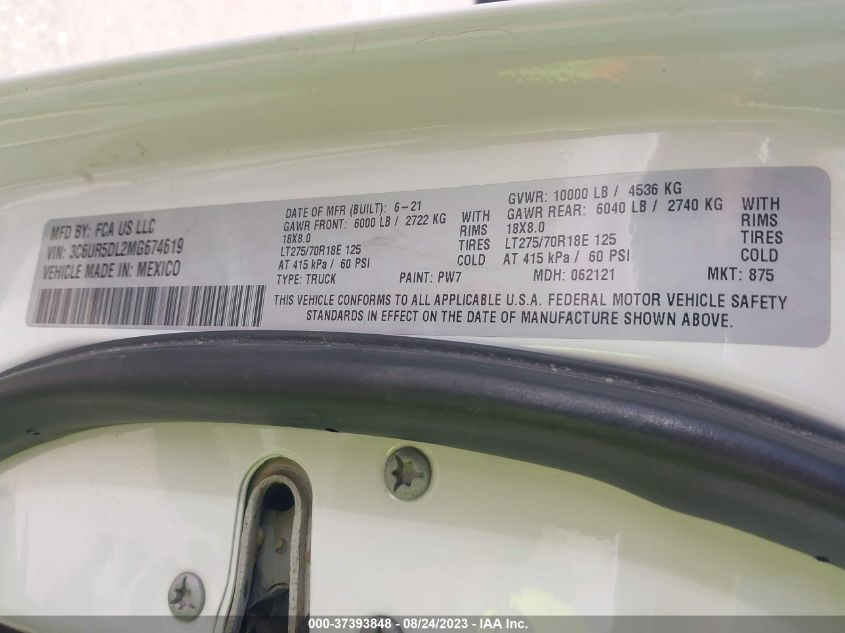 MFD BY: FCA US LLC
VIN: 3C6UR5DL2MG674619
VEHICLE MADE IN: MEXICO
DATE OF MFR (BUILT): 6-21
GAWR FRONT: 6000 LB / 2722 KG WITH
18X8.0 RIMS
LT275/70R18E 125 TIRES
AT 415 kPa / 60 PSI COLD
TYPE: TRUCK PAINT: PW7
GVWR: 10000 LB / 4536 KG
GAWR REAR: 6040 LB / 2740 KG WITH
18X8.0 RIMS
LT275/70R18E 125 TIRES
AT 415 kPa / 60 PSI COLD
MDH: 062121 MKT: 875
THIS VEHICLE CONFORMS TO ALL APPLICABLE U.S.A. FEDERAL MOTOR VEHICLE SAFETY
STANDARDS IN EFFECT ON THE DATE OF MANUFACTURE SHOWN ABOVE.
000-37393848 - 08/24/2023 - IAA Inc.